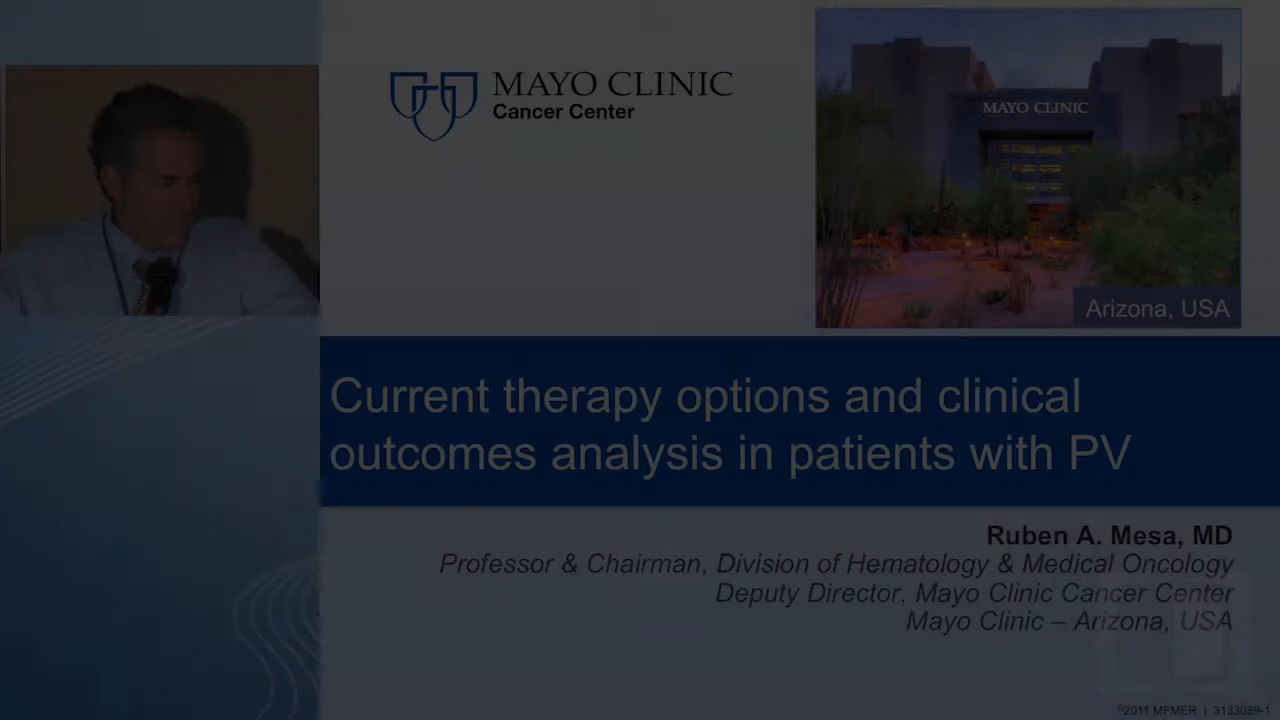 MAYO CLINIC
Cancer Center
MAYO CLINIC
Arizona, USA
Current therapy options and clinical
outcomes analysis in patients with PV
Ruben A. Mesa, MD
Professor & Chairman, Division of Hematology & Medical Oncology
Deputy Director, Mayo Clinic Cancer Center
Mayo Clinic – Arizona, USA
©2011 MFMER | 3133089-1